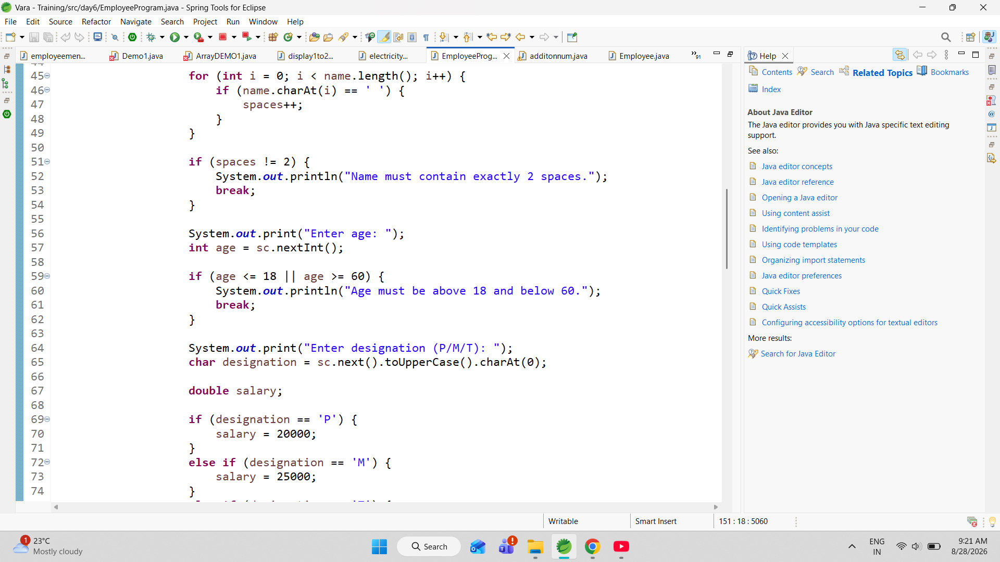 Vara - Training/src/day6/EmployeeProgram.java - Spring Tools for Eclipse
File Edit Source Refactor Navigate Search Project Run Window Help
employeemen... Demo1.java ArrayDEMO1.java display1to2... electricity... EmployeeProg... additonnum.java Employee.java »91
45 for (int i = 0; i < name.length(); i++) {
46 if (name.charAt(i) == ' ') {
47 spaces++;
48 }
49 }
50
51 if (spaces != 2) {
52 System.out.println("Name must contain exactly 2 spaces.");
53 break;
54 }
55
56 System.out.print("Enter age: ");
57 int age = sc.nextInt();
58
59 if (age <= 18 || age >= 60) {
60 System.out.println("Age must be above 18 and below 60.");
61 break;
62 }
63
64 System.out.print("Enter designation (P/M/T): ");
65 char designation = sc.next().toUpperCase().charAt(0);
66
67 double salary;
68
69 if (designation == 'P') {
70 salary = 20000;
71 }
72 else if (designation == 'M') {
73 salary = 25000;
74 }
Help
Contents Search Related Topics Bookmarks
Index
About Java Editor
The Java editor provides you with Java specific text editing
support.
See also:
Java editor concepts
Java editor reference
Opening a Java editor
Using content assist
Identifying problems in your code
Using code templates
Organizing import statements
Java editor preferences
Quick Fixes
Quick Assists
Configuring accessibility options for textual editors
More results:
Search for Java Editor
Writable Smart Insert 151 : 18 : 5060
1
23°C
Mostly cloudy
Search
ENG
IN
9:21 AM
8/28/2026